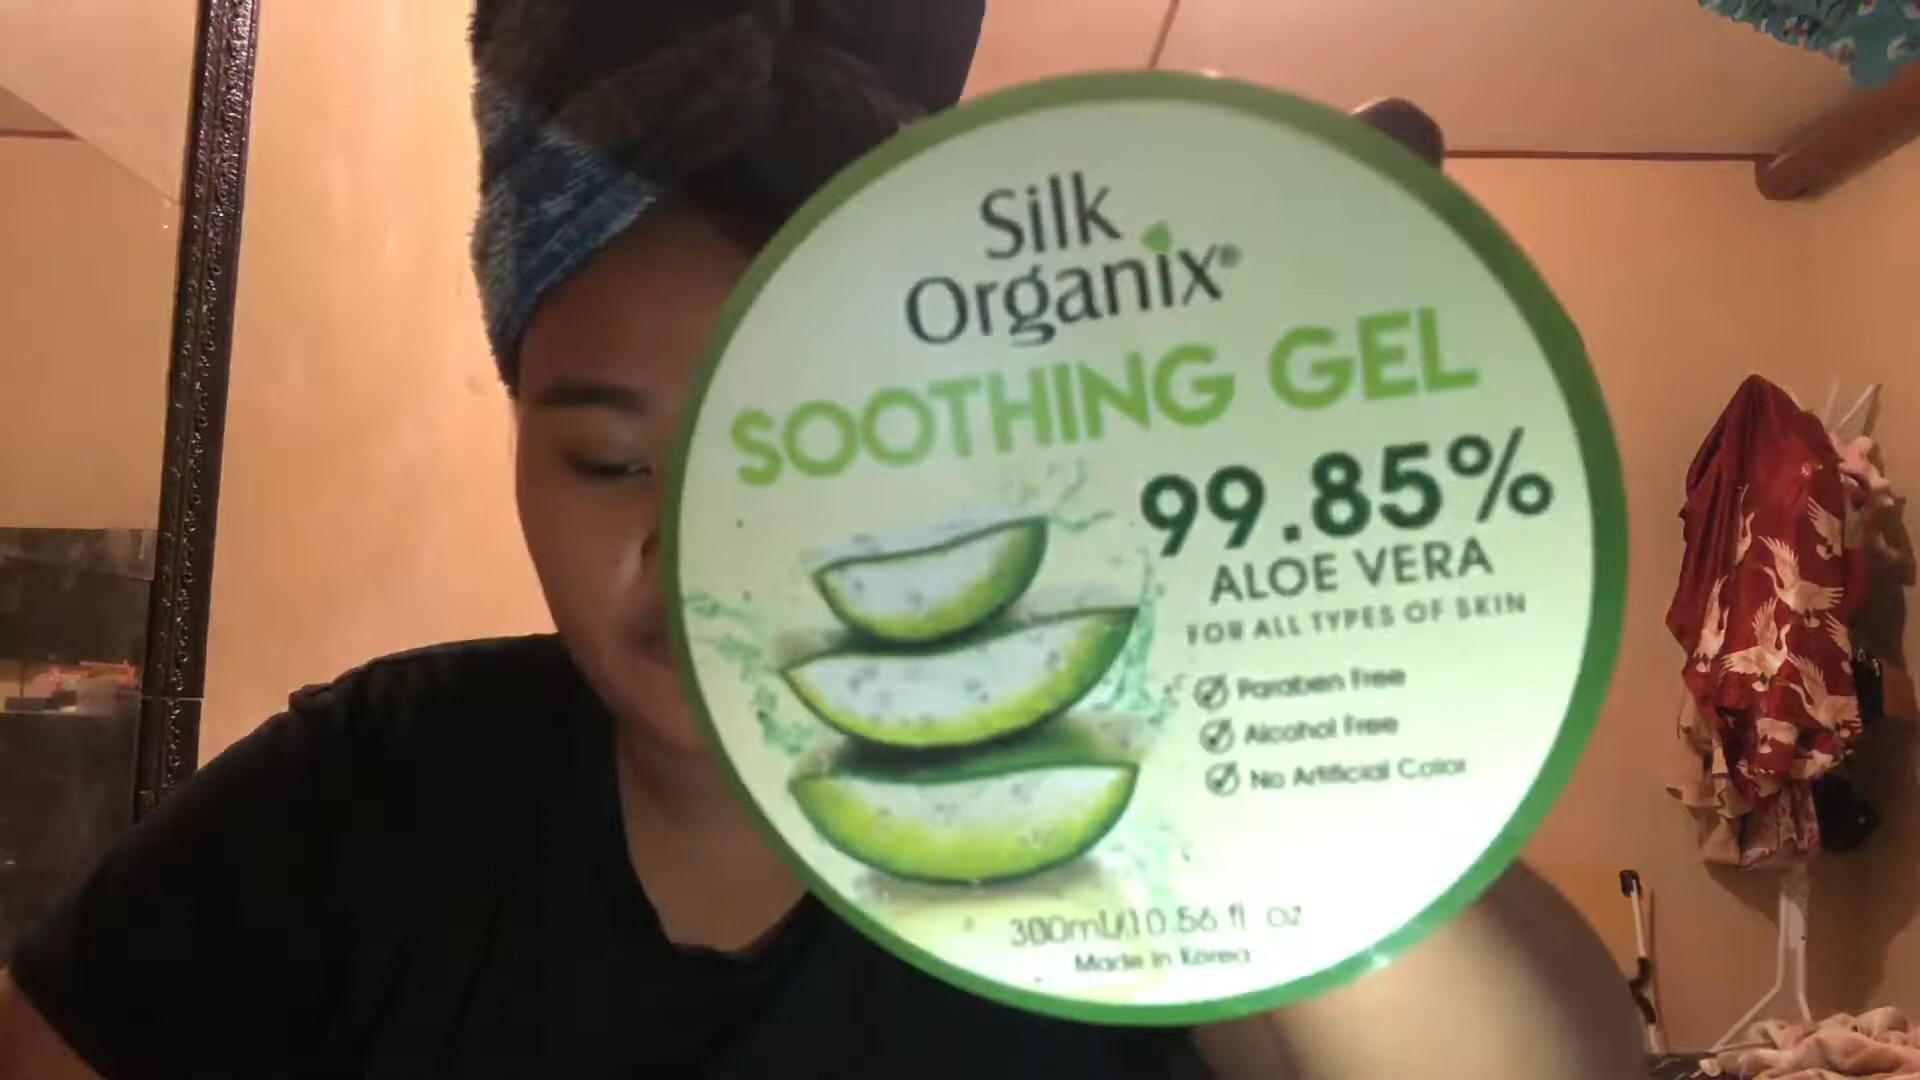 Silk
Organix®
SOOTHING GEL
99.85%
ALOE VERA
FOR ALL TYPES OF SKIN
Paraben Free
Alcohol Free
No Artificial Color
300mL/10.56 fl oz
Made in Korea